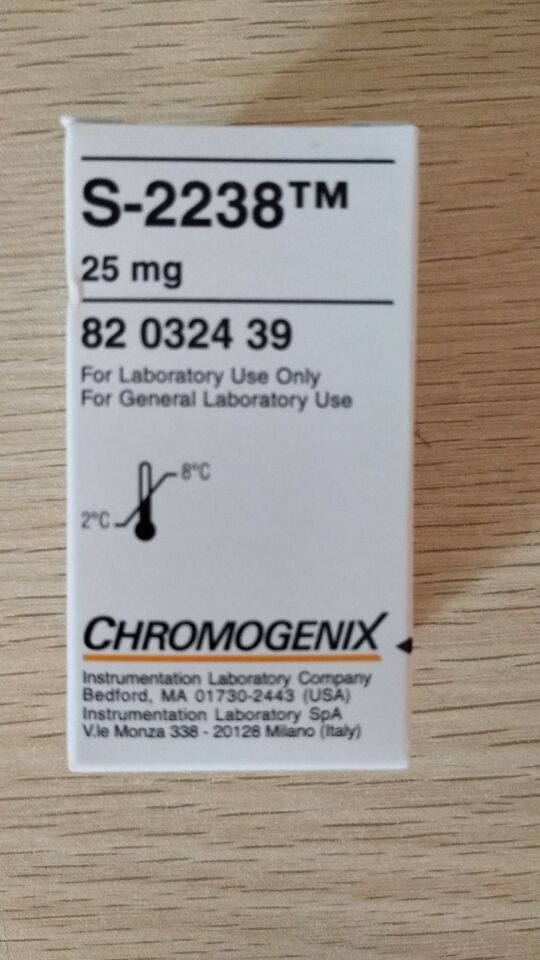 S-2238™
25 mg
82 0324 39
For Laboratory Use Only
For General Laboratory Use
8°C
2°C
CHROMOGENIX
Instrumentation Laboratory Company
Bedford, MA 01730-2443 (USA)
Instrumentation Laboratory SpA
V.le Monza 338 - 20128 Milano (Italy)